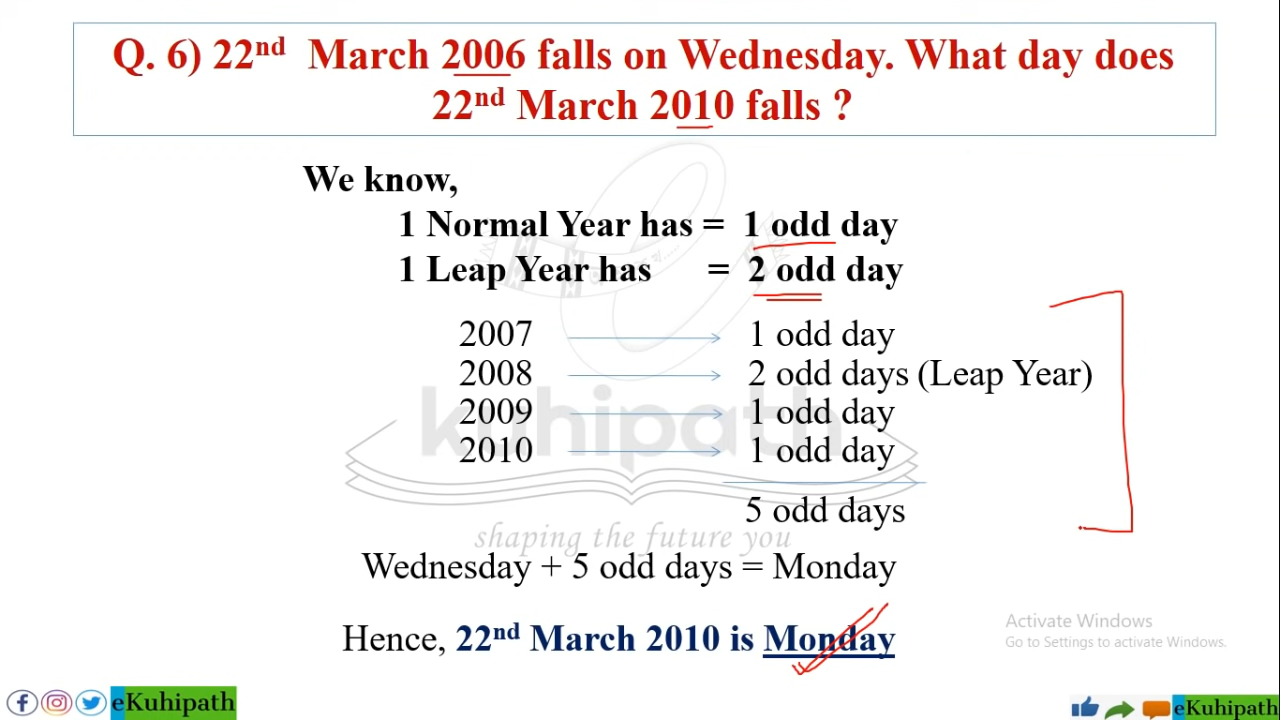 Q. 6) 22nd March 2006 falls on Wednesday. What day does
22nd March 2010 falls ?
We know,
1 Normal Year has = 1 odd day
1 Leap Year has = 2 odd day
2007 1 odd day
2008 2 odd days (Leap Year)
2009 1 odd day
2010 1 odd day
5 odd days
kuhipath
shaping the future you
Wednesday + 5 odd days = Monday
Hence, 22nd March 2010 is Monday
Activate Windows
Go to Settings to activate Windows.
eKuhipath
eKuhipath